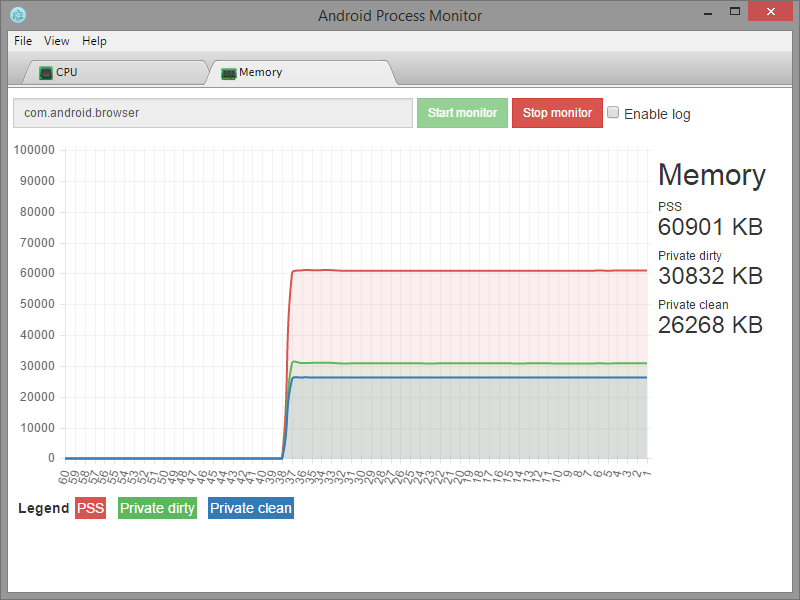 Android Process Monitor
File View Help
CPU Memory
com.android.browser Start monitor Stop monitor Enable log
100000
90000
80000
70000
60000
50000
40000
30000
20000
10000
0
60 59 58 57 56 55 54 53 52 51 50 49 48 47 46 45 44 43 42 41 40 39 38 37 36 35 34 33 32 31 30 29 28 27 26 25 24 23 22 21 20 19 18 17 16 15 14 13 12 11 10 9 8 7 6 5 4 3 2 1
Memory
PSS
60901 KB
Private dirty
30832 KB
Private clean
26268 KB
Legend PSS Private dirty Private clean